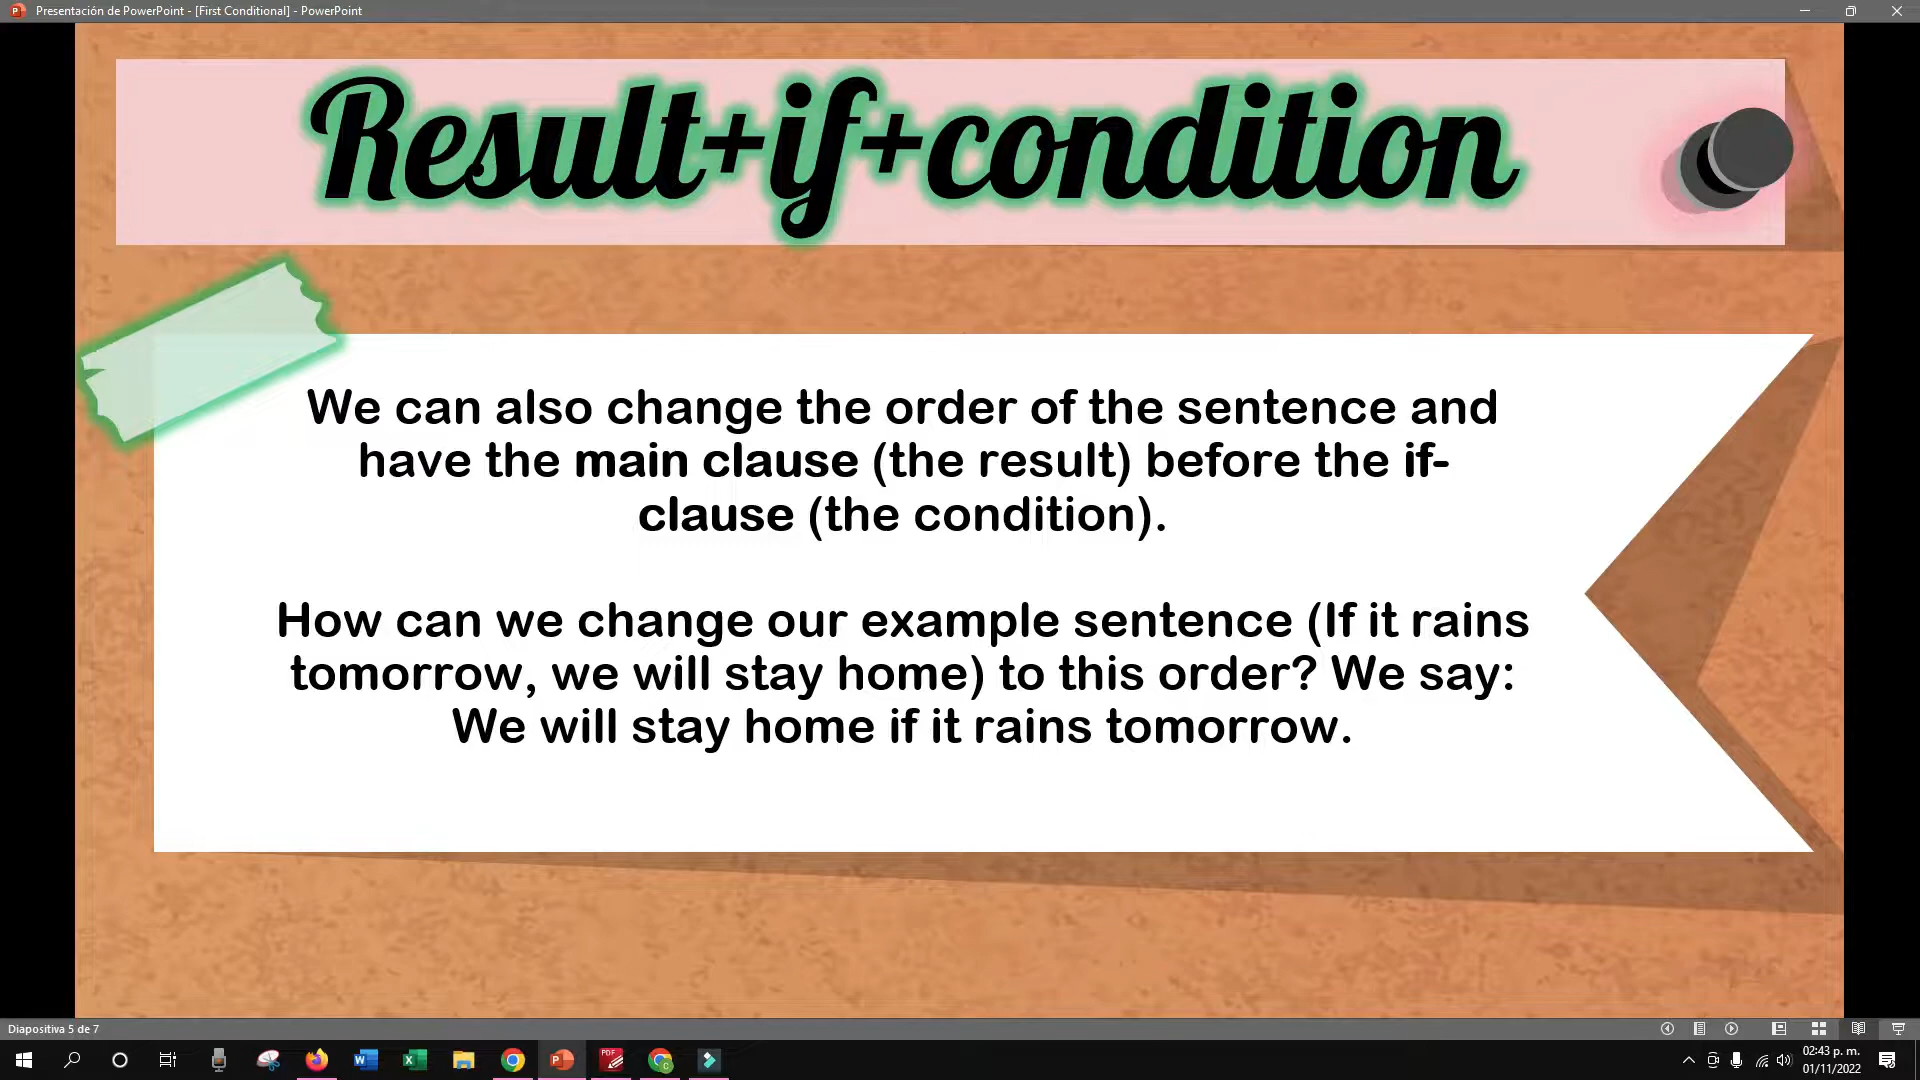 Presentación de PowerPoint - [First Conditional] - PowerPoint
Result+if+condition
We can also change the order of the sentence and
have the main clause (the result) before the if-
clause (the condition).
How can we change our example sentence (If it rains
tomorrow, we will stay home) to this order? We say:
We will stay home if it rains tomorrow.
Diapositiva 5 de 7
02:43 p. m.
01/11/2022